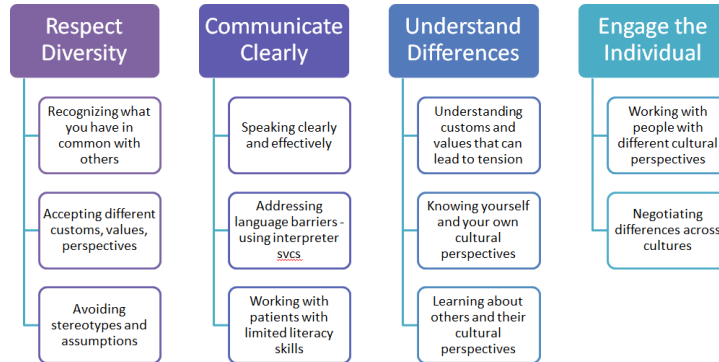 Respect
Diversity
Recognizing what
you have in
common with
others
Accepting different
customs, values,
perspectives
Avoiding
stereotypes and
assumptions
Communicate
Clearly
Speaking clearly
and effectively
Addressing
language barriers -
using interpreter
svcs
Working with
patients with
limited literacy
skills
Understand
Differences
Understanding
customs and
values that can
lead to tension
Knowing yourself
and your own
cultural
perspectives
Learning about
others and their
cultural
perspectives
Engage the
Individual
Working with
people with
different cultural
perspectives
Negotiating
differences across
cultures